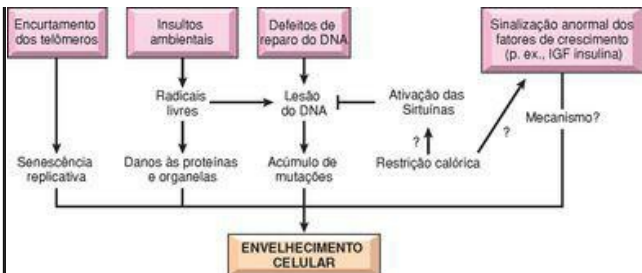 Encurtamento
dos telômeros
Insultos
ambientais
Defeitos de
reparo do DNA
Sinalização anormal dos
fatores de crescimento
(p. ex., IGF insulina)
Radicais
livres
Lesão
do DNA
Ativação das
Sirtuínas
Mecanismo?
?
?
Senescência
replicativa
Danos às proteínas
e organelas
Acúmulo de
mutações
Restrição calórica
ENVELHECIMENTO
CELULAR